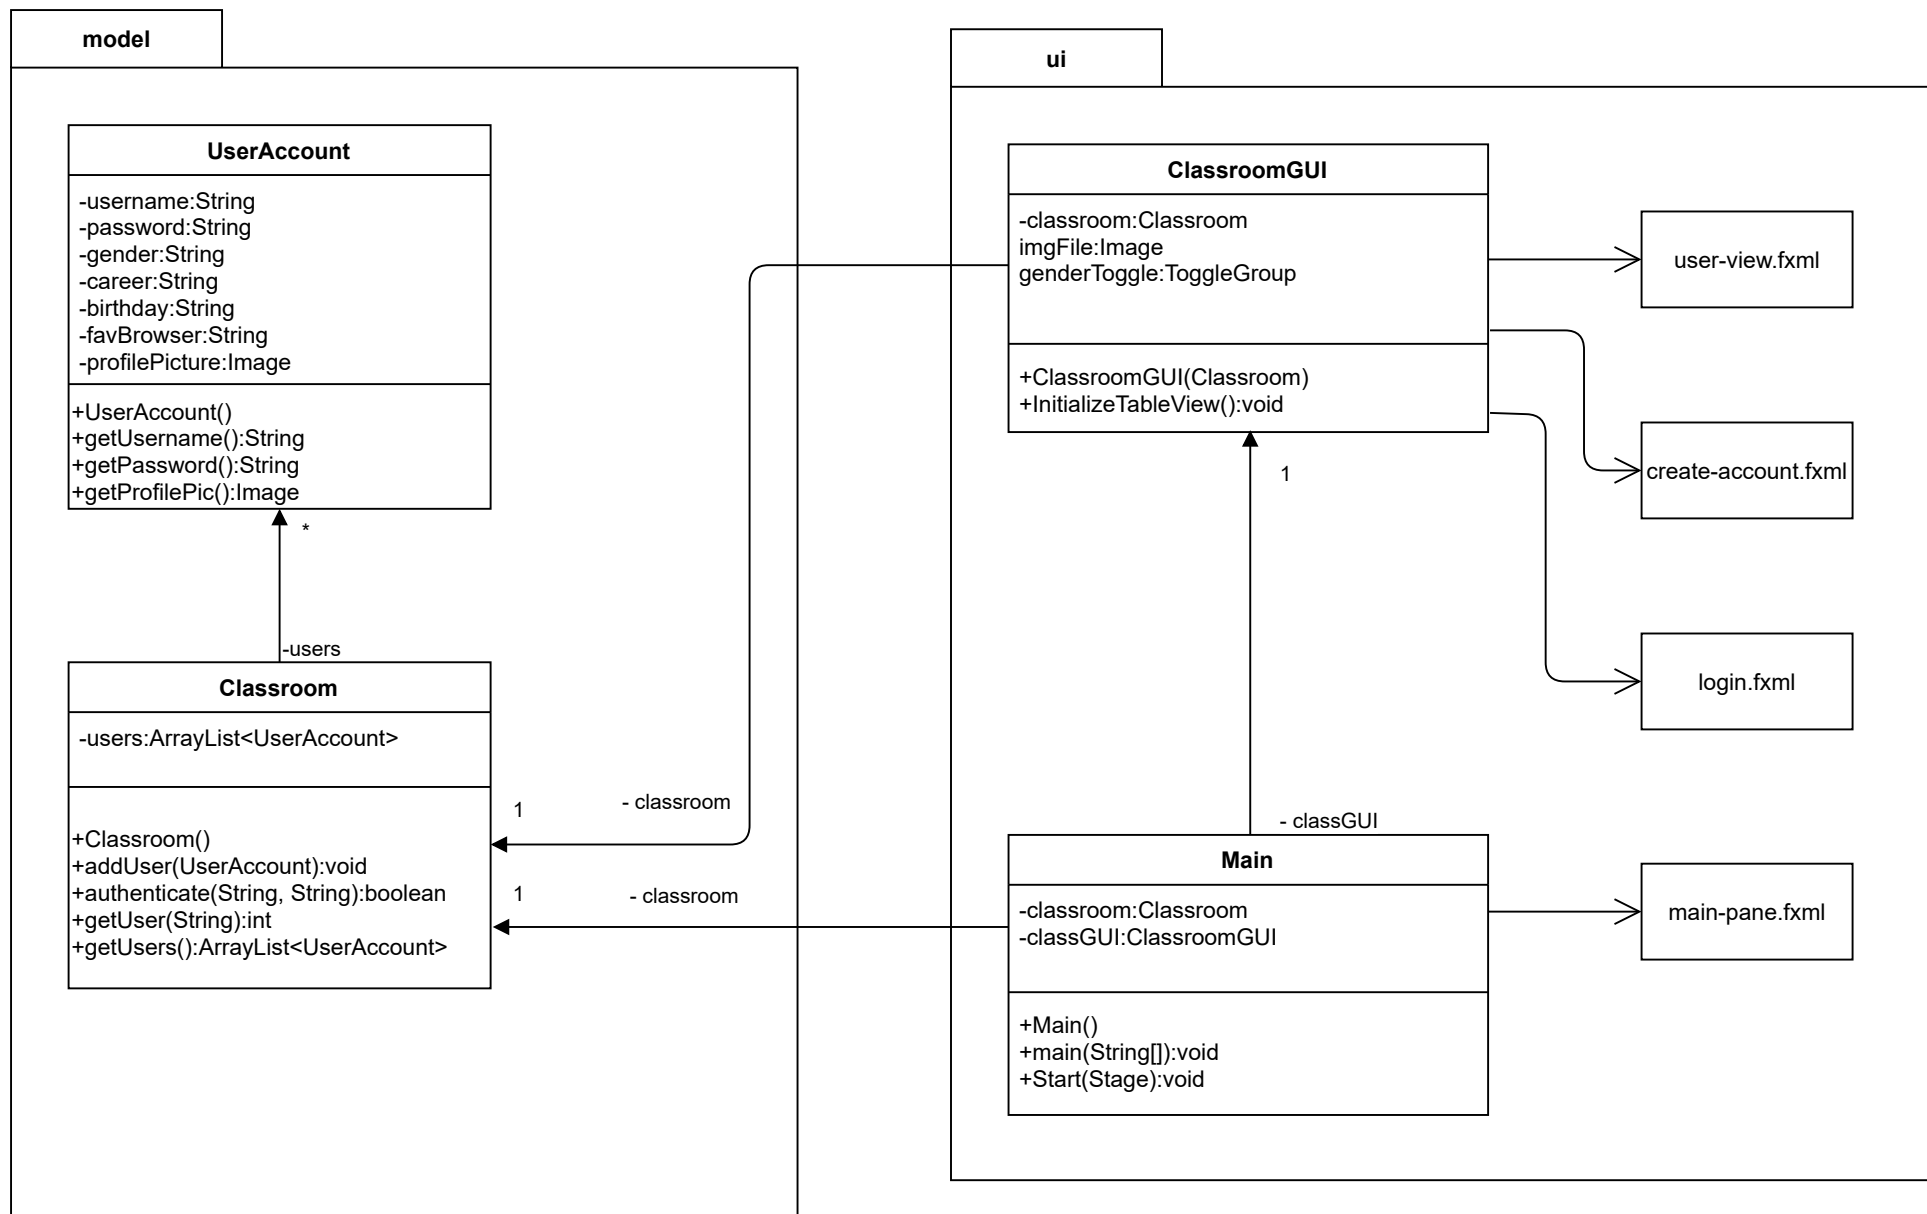 model
UserAccount
-username:String
-password:String
-gender:String
-career:String
-birthday:String
-favBrowser:String
-profilePicture:Image
+UserAccount()
+getUsername():String
+getPassword():String
+getProfilePic():Image
*
-users
Classroom
-users:ArrayList<UserAccount>
+Classroom()
+addUser(UserAccount):void
+authenticate(String, String):boolean
+getUser(String):int
+getUsers():ArrayList<UserAccount>
1
- classroom
1
- classroom
ui
ClassroomGUI
-classroom:Classroom
imgFile:Image
genderToggle:ToggleGroup
+ClassroomGUI(Classroom)
+InitializeTableView():void
1
- classGUI
Main
-classroom:Classroom
-classGUI:ClassroomGUI
+Main()
+main(String[]):void
+Start(Stage):void
user-view.fxml
create-account.fxml
login.fxml
main-pane.fxml